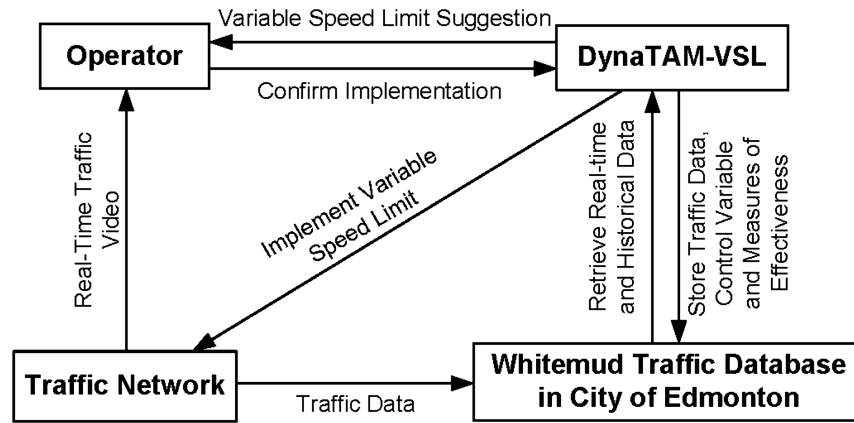 Variable Speed Limit Suggestion
Operator
DynaTAM-VSL
Confirm Implementation
Real-Time Traffic
Video
Implement Variable
Speed Limit
Retrieve Real-time
and Historical Data
Store Traffic Data,
Control Variable
and Measures of
Effectiveness
Traffic Network
Traffic Data
Whitemud Traffic Database
in City of Edmonton